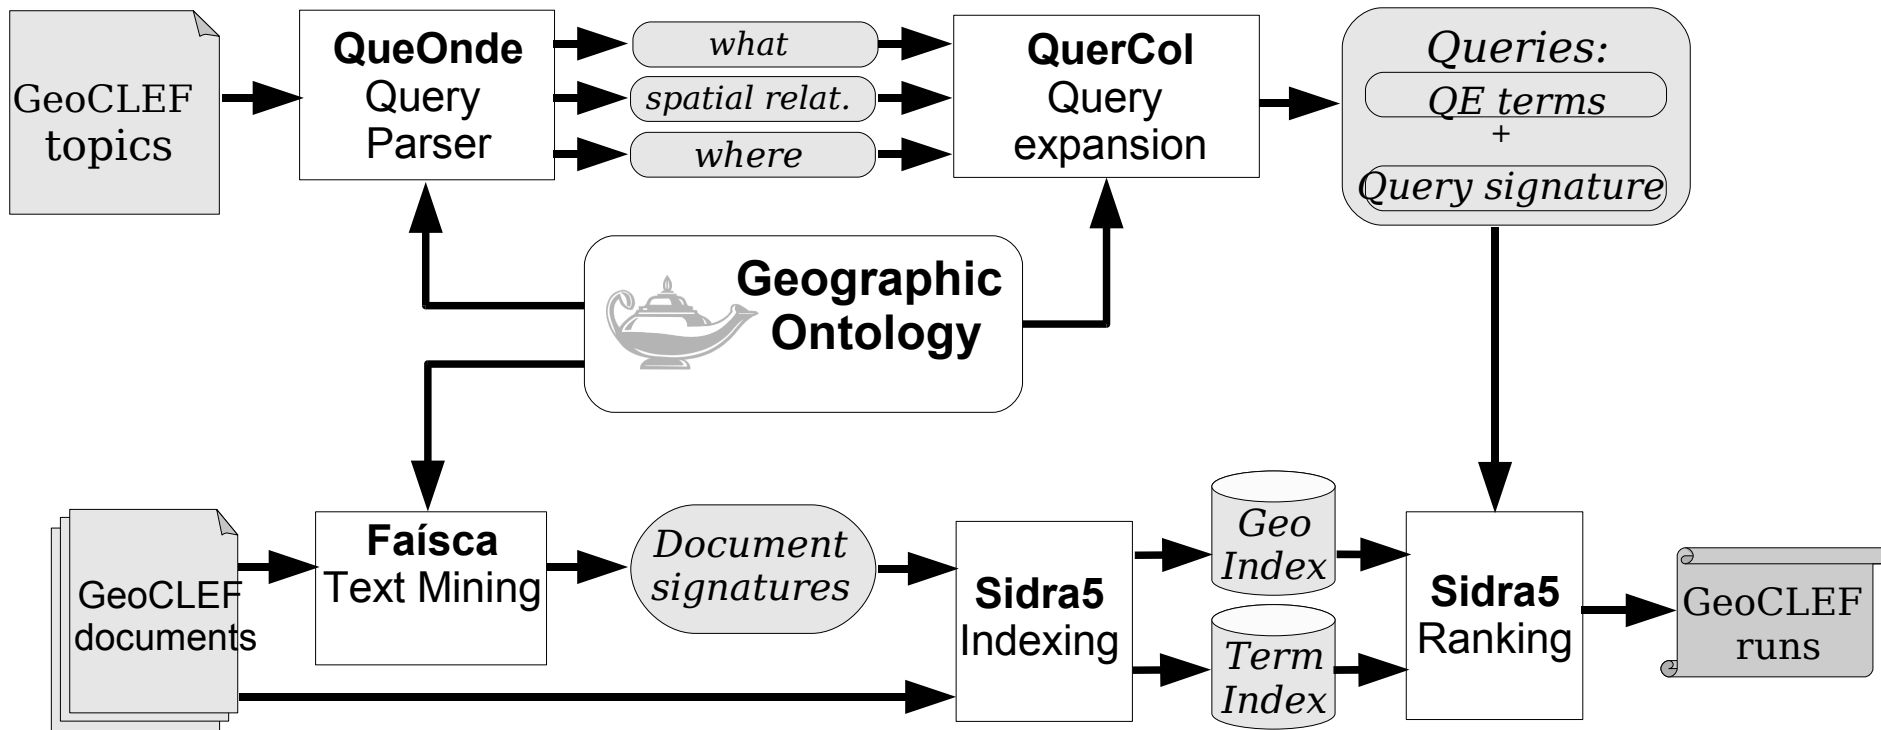 GeoCLEF
topics
QueOnde
Query
Parser
what
spatial relat.
where
QuerCol
Query
expansion
Queries:
QE terms
+
Query signature
Geographic
Ontology
GeoCLEF
documents
Faísca
Text Mining
Document
signatures
Sidra5
Indexing
Geo
Index
Term
Index
Sidra5
Ranking
GeoCLEF
runs